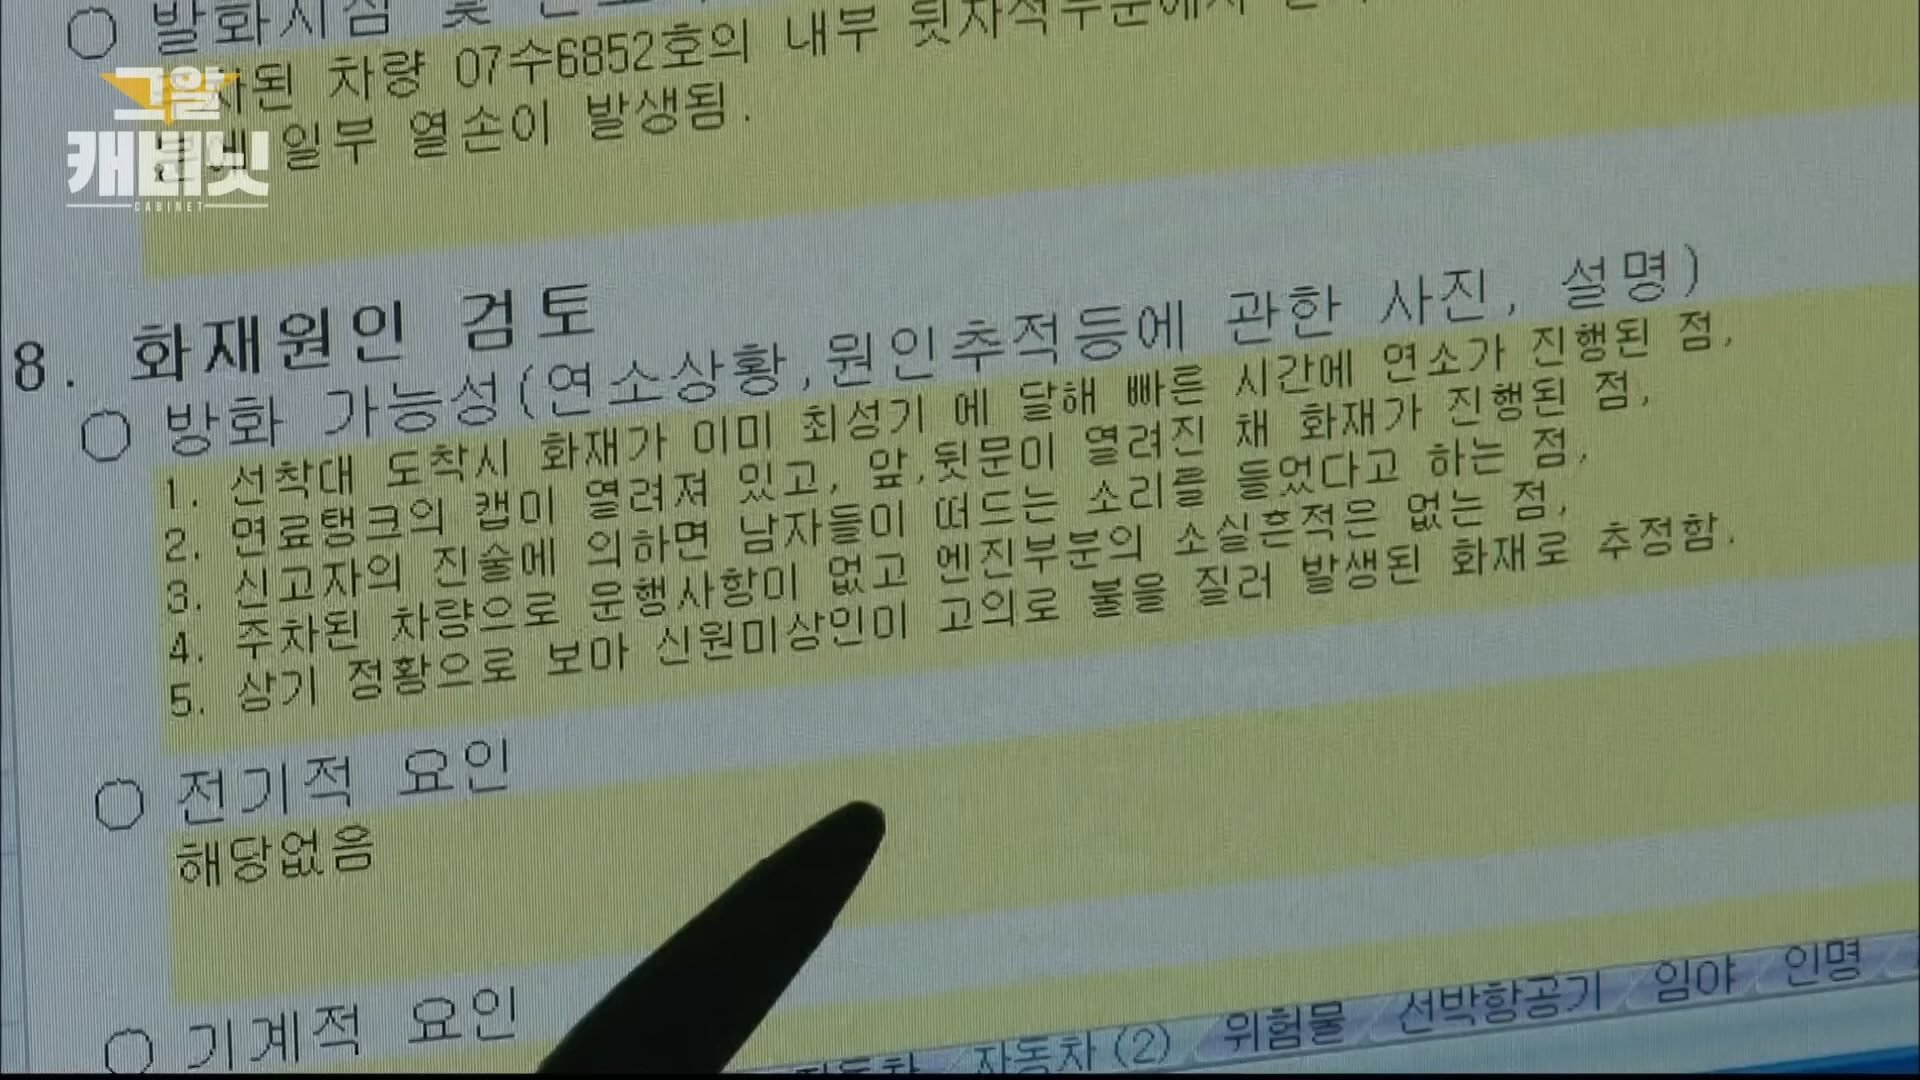 ○ 발화지점 및
된 차량 07수6852호의 내부 뒷자석부분에서
일부 열손이 발생됨.
그알
캐비닛
CABINET
8. 화재원인 검토
○ 방화 가능성(연소상황,원인추적등에 관한 사진, 설명)
1. 선착대 도착시 화재가 이미 최성기 에 달해 빠른 시간에 연소가 진행된 점,
2. 연료탱크의 캡이 열려져 있고, 앞,뒷문이 열려진 채 화재가 진행된 점,
3. 신고자의 진술에 의하면 남자들이 떠드는 소리를 들었다고 하는 점,
4. 주차된 차량으로 운행사항이 없고 엔진부분의 소실흔적은 없는 점,
5. 상기 정황으로 보아 신원미상인이 고의로 불을 질러 발생된 화재로 추정함.
○ 전기적 요인
해당없음
○ 기계적 요인
자동차 자동차(2) 위험물 선박항공기 임야 인명